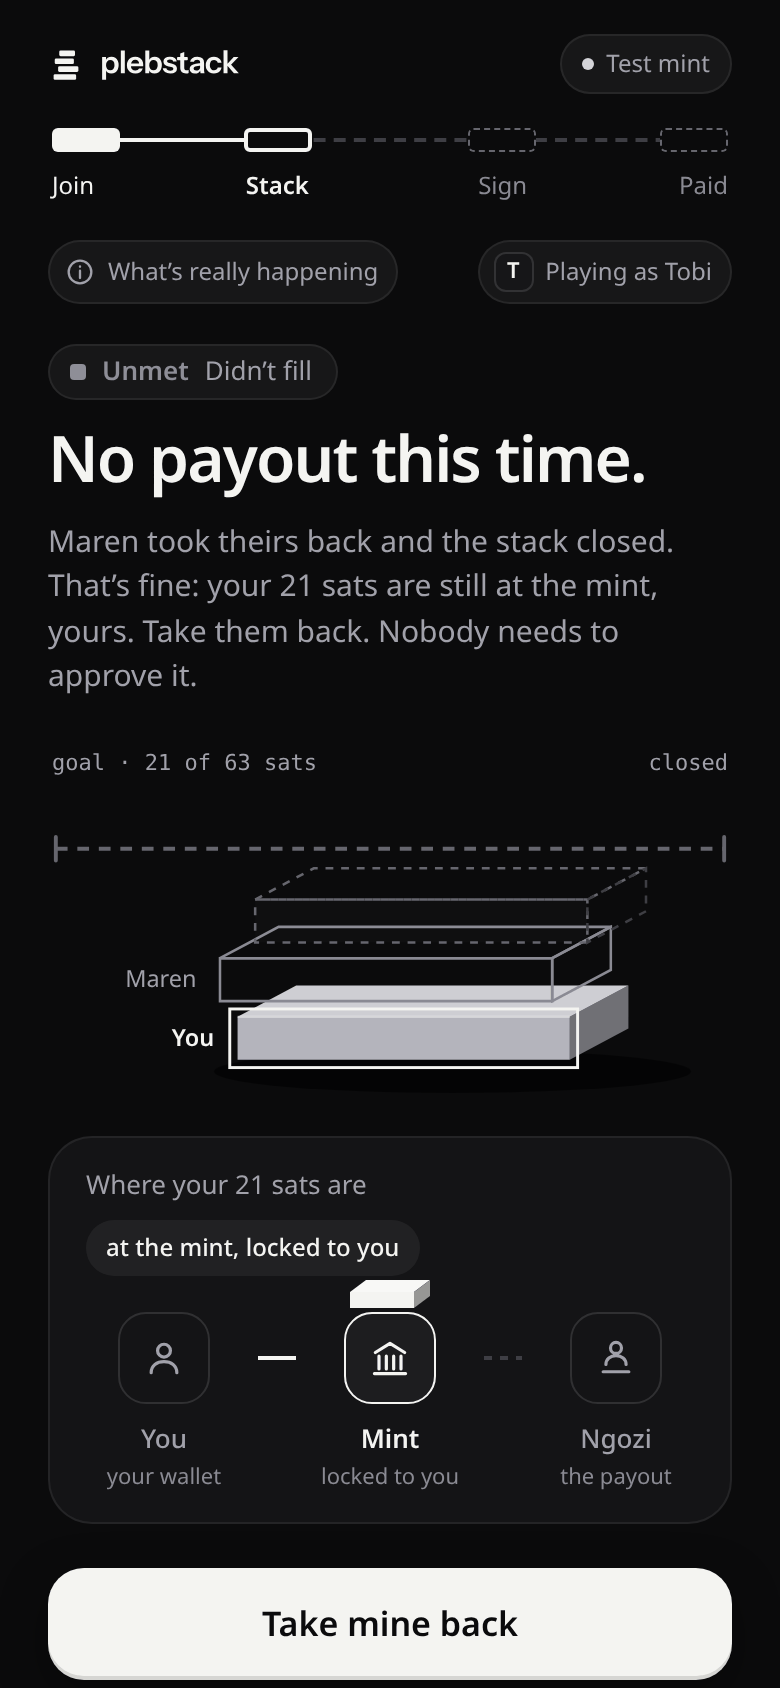 plebstack
Test mint
Join
Stack
Sign
Paid
What’s really happening
T
Playing as Tobi
Unmet Didn’t fill
No payout this time.
Maren took theirs back and the stack closed.
That’s fine: your 21 sats are still at the mint,
yours. Take them back. Nobody needs to
approve it.
goal · 21 of 63 sats
closed
Maren
You
Where your 21 sats are
at the mint, locked to you
You
Mint
Ngozi
your wallet
locked to you
the payout
Take mine back